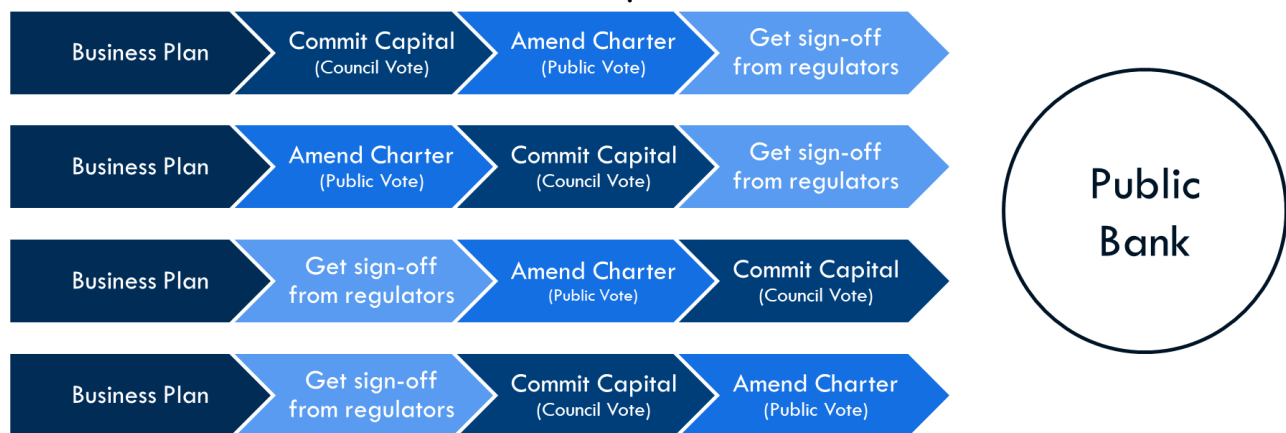 Business Plan
Commit Capital
(Council Vote)
Amend Charter
(Public Vote)
Get sign-off
from regulators
Business Plan
Amend Charter
(Public Vote)
Commit Capital
(Council Vote)
Get sign-off
from regulators
Business Plan
Get sign-off
from regulators
Amend Charter
(Public Vote)
Commit Capital
(Council Vote)
Business Plan
Get sign-off
from regulators
Commit Capital
(Council Vote)
Amend Charter
(Public Vote)
Public
Bank